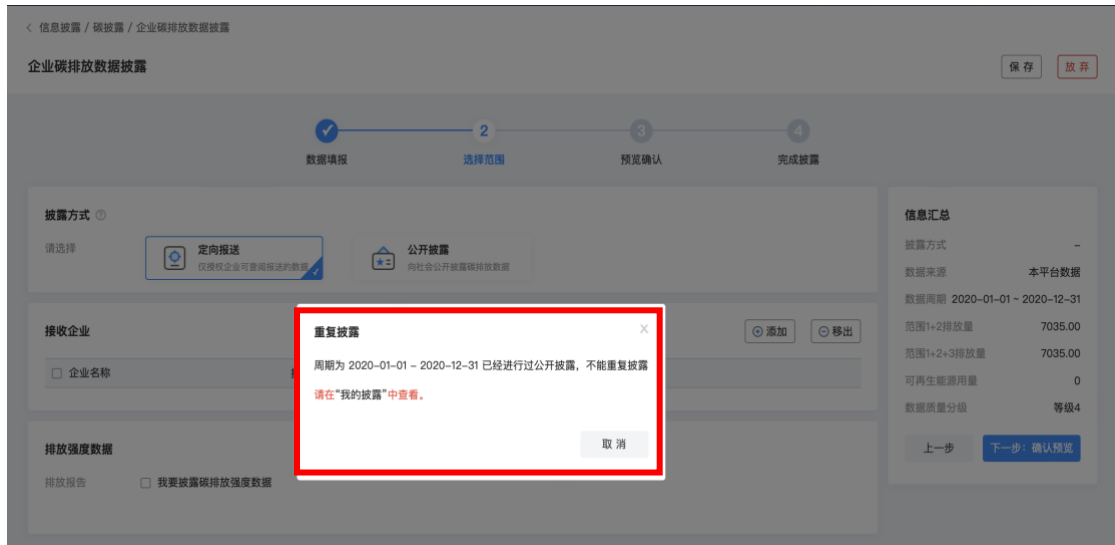 < 信息披露 / 碳披露 / 企业碳排放数据披露
企业碳排放数据披露
保存
放弃
2
3
4
数据填报
选择范围
预览确认
完成披露
披露方式 ?
请选择
定向报送
仅授权企业可查阅报送的数据
公开披露
向社会公开披露碳排放数据
接收企业
添加
移出
企业名称
排放强度数据
排放报告
我要披露碳排放强度数据
重复披露
X
周期为 2020-01-01 - 2020-12-31 已经进行过公开披露，不能重复披露
请在“我的披露”中查看。
取消
信息汇总
披露方式 -
数据来源 本平台数据
数据周期 2020-01-01 ~ 2020-12-31
范围1+2排放量 7035.00
范围1+2+3排放量 7035.00
可再生能源用量 0
数据质量分级 等级4
上一步
下一步：确认预览